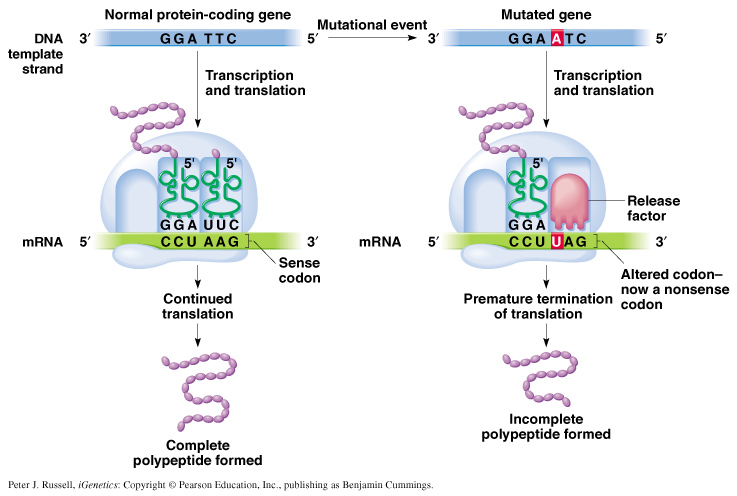 Normal protein-coding gene
Mutational event
Mutated gene
DNA
template
strand
3′ GGA TTC 5′
3′ GGA ATC 5′
Transcription
and translation
Transcription
and translation
5'
5'
5'
Release
factor
GGA UUC
GGA
mRNA 5′ CCU AAG 3′
mRNA 5′ CCU UAG 3′
Sense
codon
Altered codon–
now a nonsense
codon
Continued
translation
Premature termination
of translation
Complete
polypeptide formed
Incomplete
polypeptide formed
Peter J. Russell, iGenetics: Copyright © Pearson Education, Inc., publishing as Benjamin Cummings.